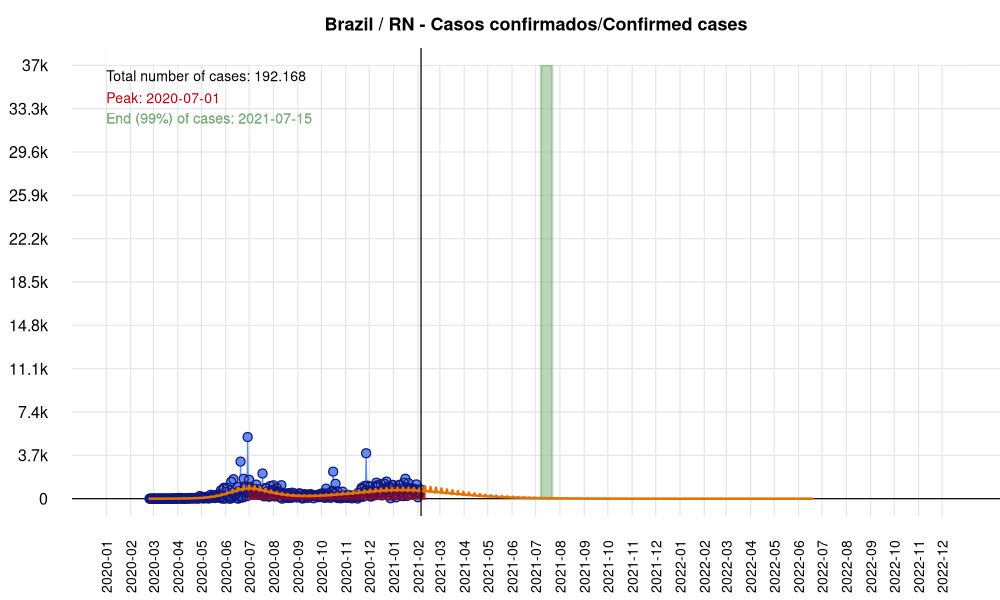 Brazil / RN - Casos confirmados/Confirmed cases
37k
33.3k
29.6k
25.9k
22.2k
18.5k
14.8k
11.1k
7.4k
3.7k
0
Total number of cases: 192.168
Peak: 2020-07-01
End (99%) of cases: 2021-07-15
2020-01
2020-02
2020-03
2020-04
2020-05
2020-06
2020-07
2020-08
2020-09
2020-10
2020-11
2020-12
2021-01
2021-02
2021-03
2021-04
2021-05
2021-06
2021-07
2021-08
2021-09
2021-10
2021-11
2021-12
2022-01
2022-02
2022-03
2022-04
2022-05
2022-06
2022-07
2022-08
2022-09
2022-10
2022-11
2022-12